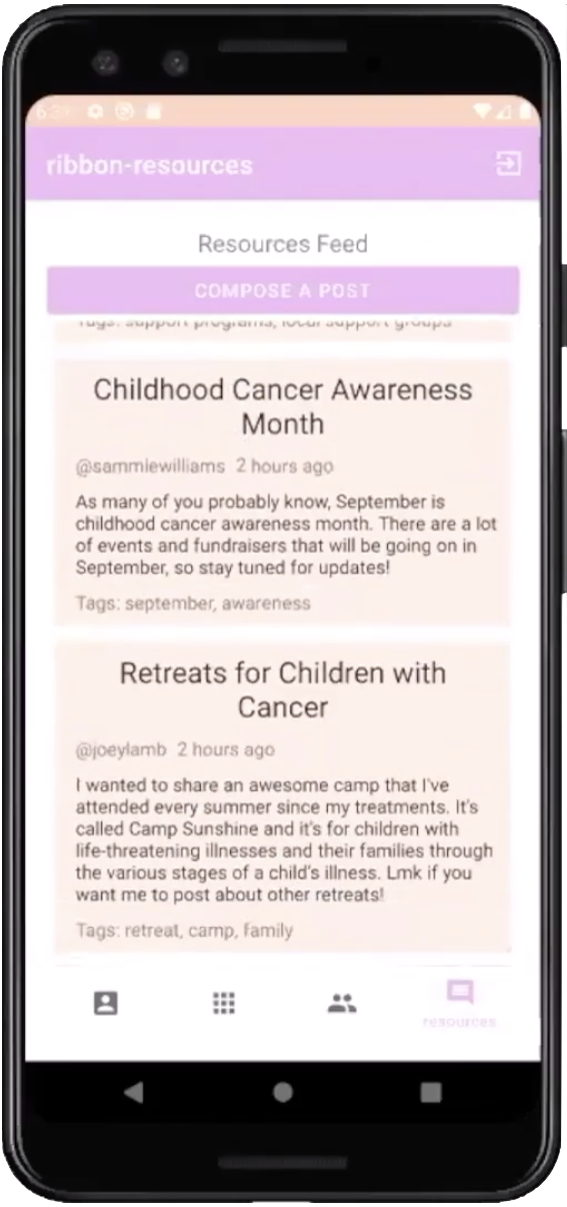 ribbon-resources
Resources Feed
COMPOSE A POST
Tags: support programs, local support groups
Childhood Cancer Awareness
Month
@sammiewilliams 2 hours ago
As many of you probably know, September is
childhood cancer awareness month. There are a lot
of events and fundraisers that will be going on in
September, so stay tuned for updates!
Tags: september, awareness
Retreats for Children with
Cancer
@joeylamb 2 hours ago
I wanted to share an awesome camp that I've
attended every summer since my treatments. It's
called Camp Sunshine and it's for children with
life-threatening illnesses and their families through
the various stages of a child's illness. Lmk if you
want me to post about other retreats!
Tags: retreat, camp, family
resources